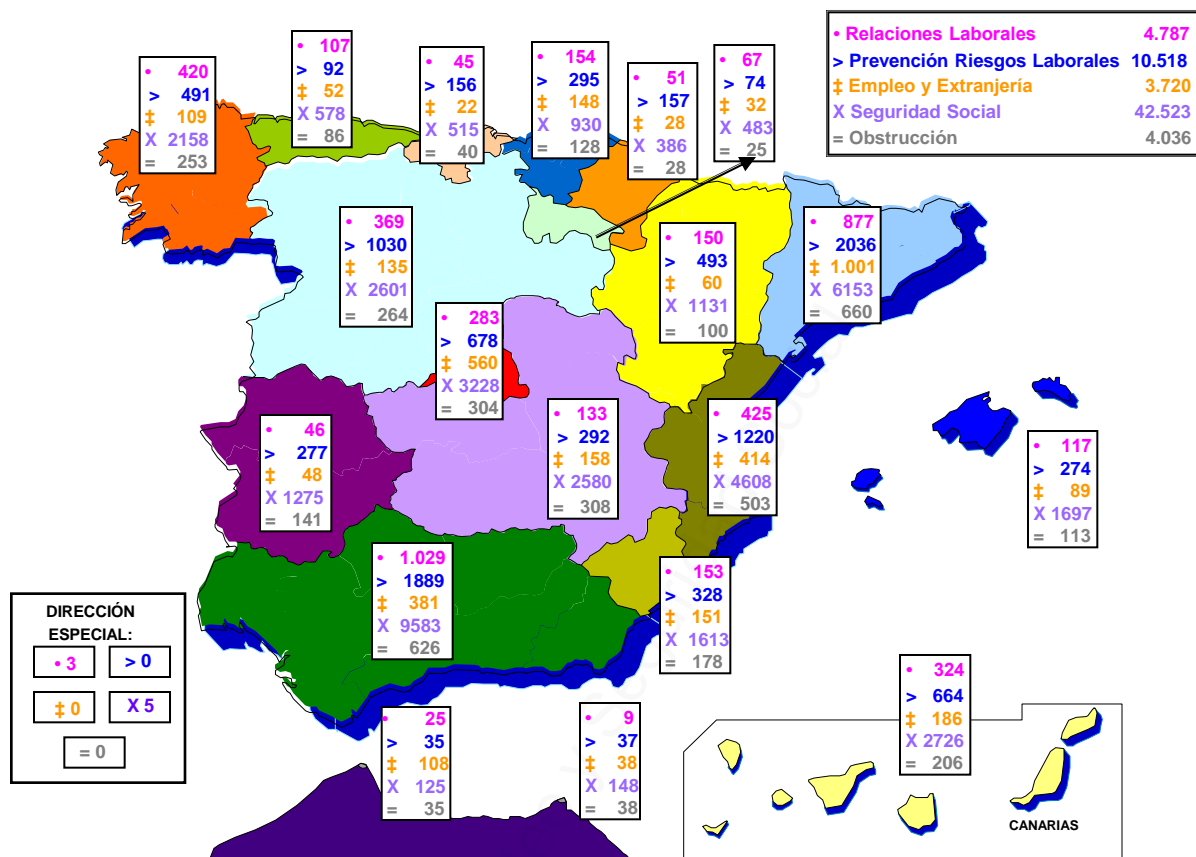 • Relaciones Laborales 4.787
> Prevención Riesgos Laborales 10.518
‡ Empleo y Extranjería 3.720
X Seguridad Social 42.523
= Obstrucción 4.036
• 420
> 491
‡ 109
X 2158
= 253
• 107
> 92
‡ 52
X 578
= 86
• 45
> 156
‡ 22
X 515
= 40
• 154
> 295
‡ 148
X 930
= 128
• 51
> 157
‡ 28
X 386
= 28
• 67
> 74
‡ 32
X 483
= 25
• 369
> 1030
‡ 135
X 2601
= 264
• 150
> 493
‡ 60
X 1131
= 100
• 877
> 2036
‡ 1.001
X 6153
= 660
• 283
> 678
‡ 560
X 3228
= 304
• 46
> 277
‡ 48
X 1275
= 141
• 133
> 292
‡ 158
X 2580
= 308
• 425
> 1220
‡ 414
X 4608
= 503
• 117
> 274
‡ 89
X 1697
= 113
• 1.029
> 1889
‡ 381
X 9583
= 626
• 153
> 328
‡ 151
X 1613
= 178
DIRECCIÓN
ESPECIAL:
• 3 > 0
‡ 0 X 5
= 0
• 25
> 35
‡ 108
X 125
= 35
• 9
> 37
‡ 38
X 148
= 38
• 324
> 664
‡ 186
X 2726
= 206
CANARIAS